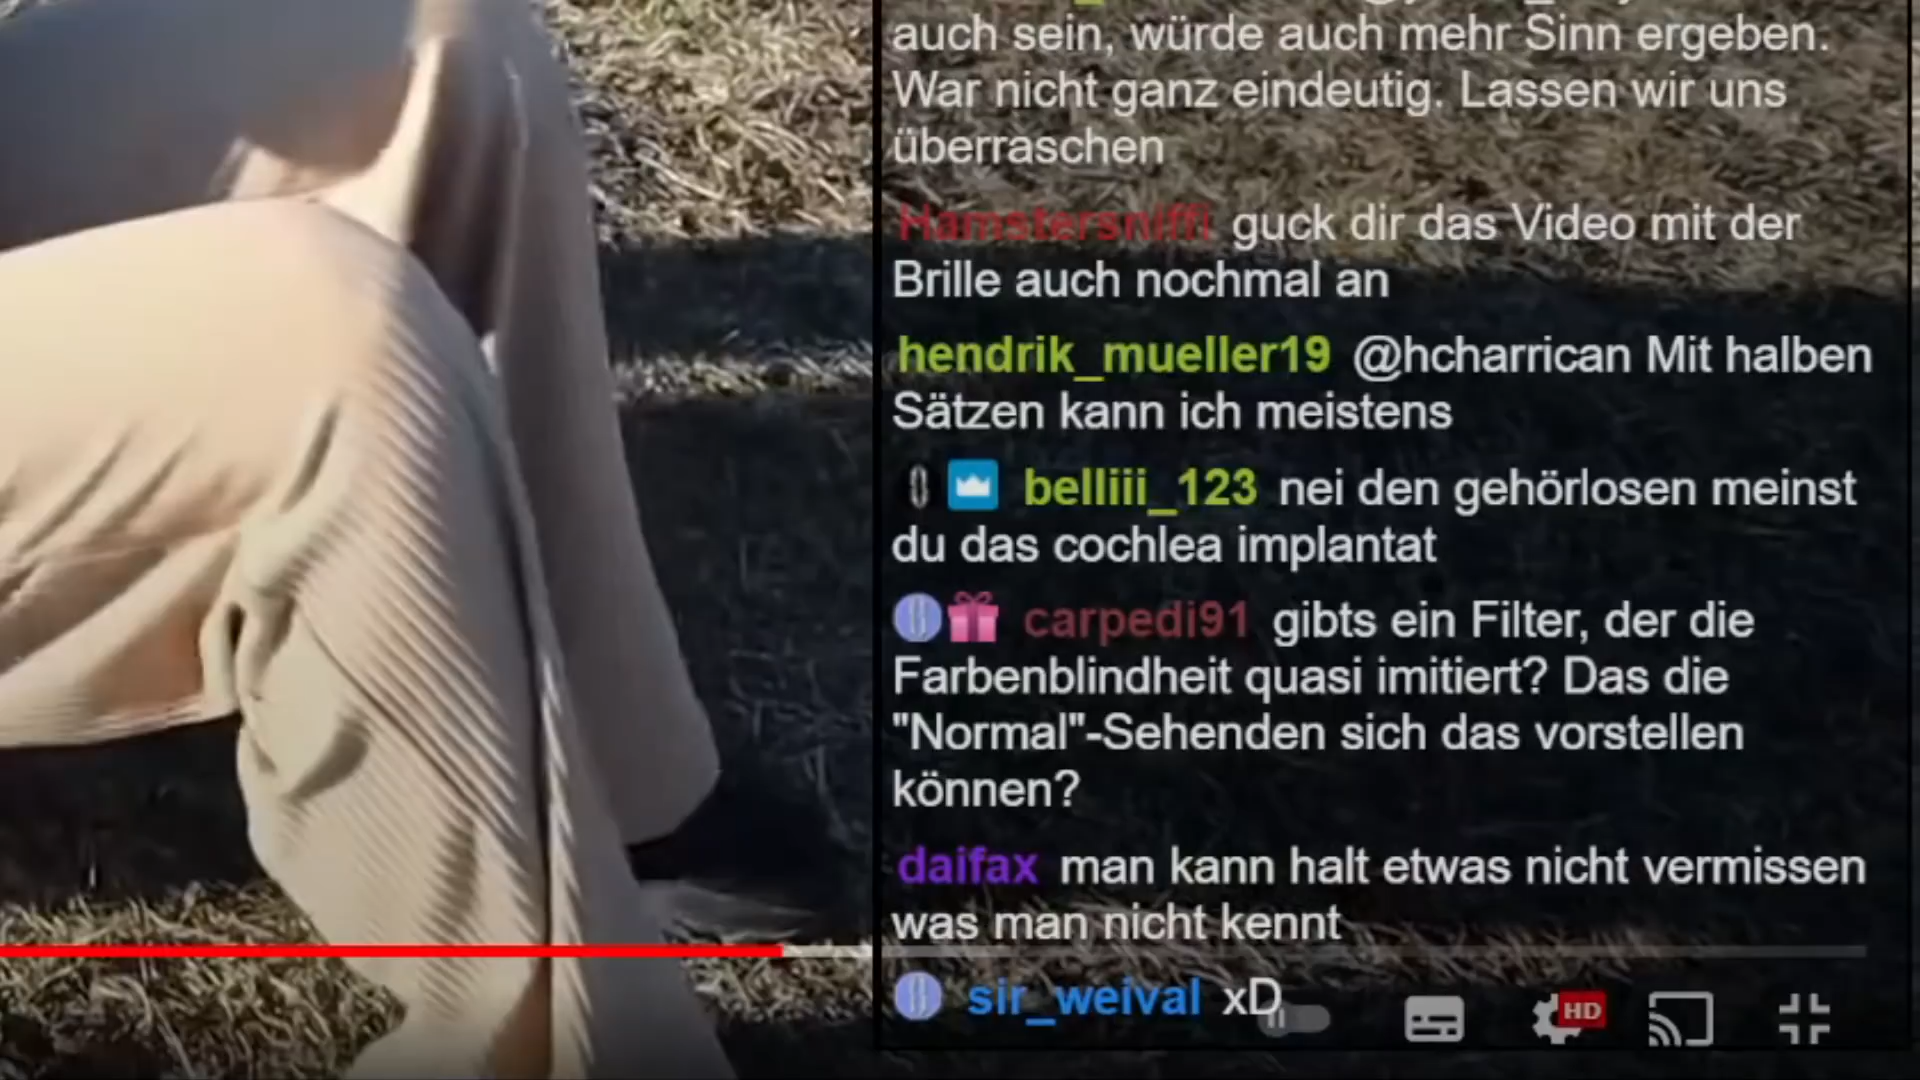 auch sein, würde auch mehr Sinn ergeben.
War nicht ganz eindeutig. Lassen wir uns
überraschen
Hamstersniffi guck dir das Video mit der
Brille auch nochmal an
hendrik_mueller19 @hcharrican Mit halben
Sätzen kann ich meistens
belliii_123 nei den gehörlosen meinst
du das cochlea implantat
carpedi91 gibts ein Filter, der die
Farbenblindheit quasi imitiert? Das die
"Normal"-Sehenden sich das vorstellen
können?
daifax man kann halt etwas nicht vermissen
was man nicht kennt
sir_weival xD
HD